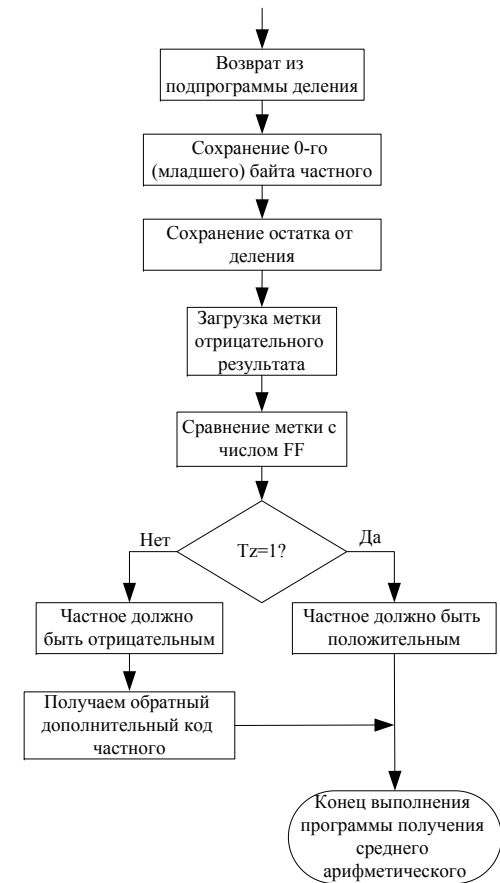 Возврат из
подпрограммы деления
Сохранение 0-го
(младшего) байта частного
Сохранение остатка от
деления
Загрузка метки
отрицательного
результата
Сравнение метки с
числом FF
Нет
Tz=1?
Да
Частное должно
быть отрицательным
Частное должно быть
положительным
Получаем обратный
дополнительный код
частного
Конец выполнения
программы получения
среднего
арифметического